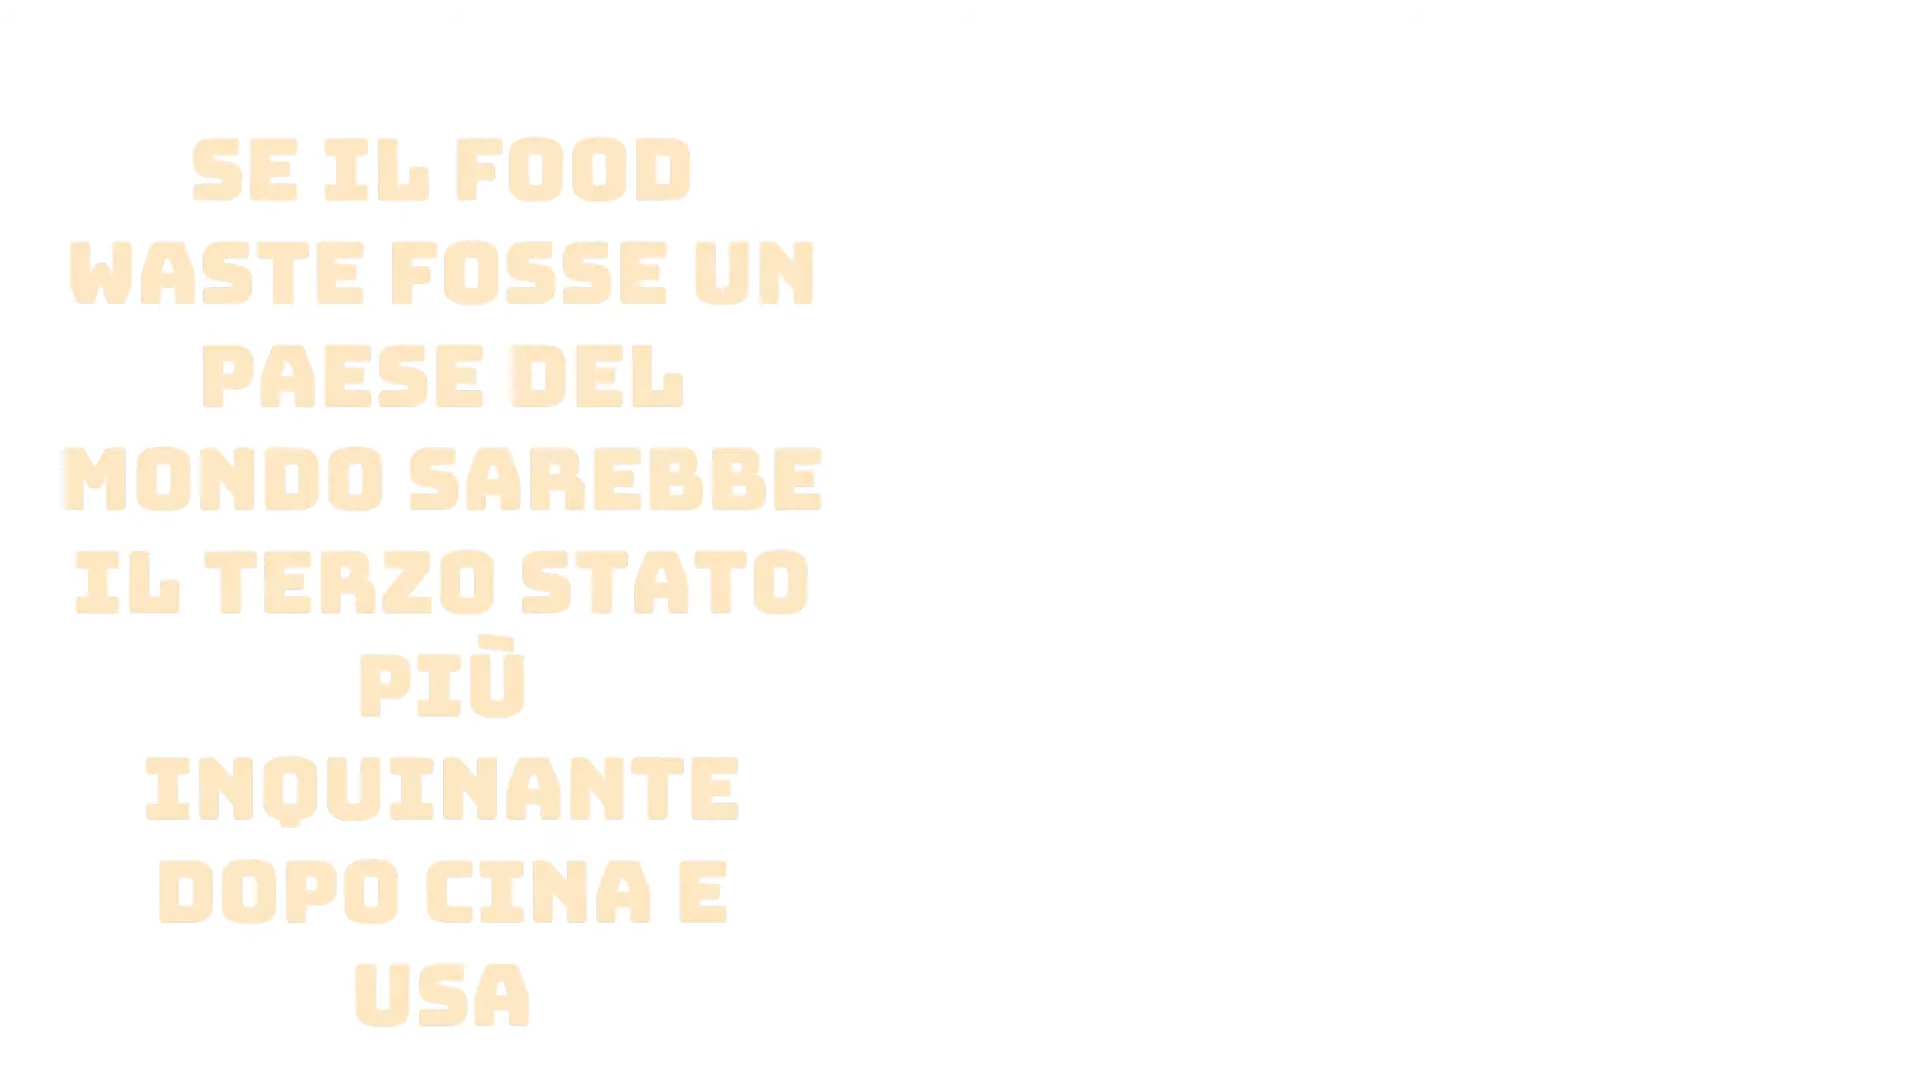 SE IL FOOD
WASTE FOSSE UN
PAESE DEL
MONDO SAREBBE
IL TERZO STATO
PIÙ
INQUINANTE
DOPO CINA E
USA